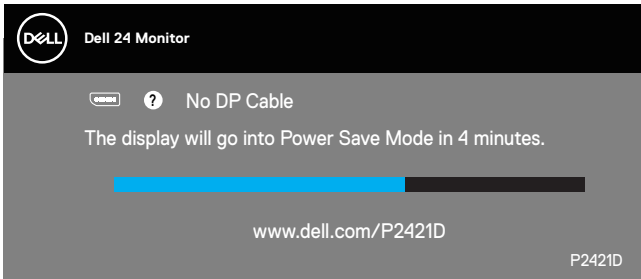 DELL
Dell 24 Monitor
? No DP Cable
The display will go into Power Save Mode in 4 minutes.
www.dell.com/P2421D
P2421D